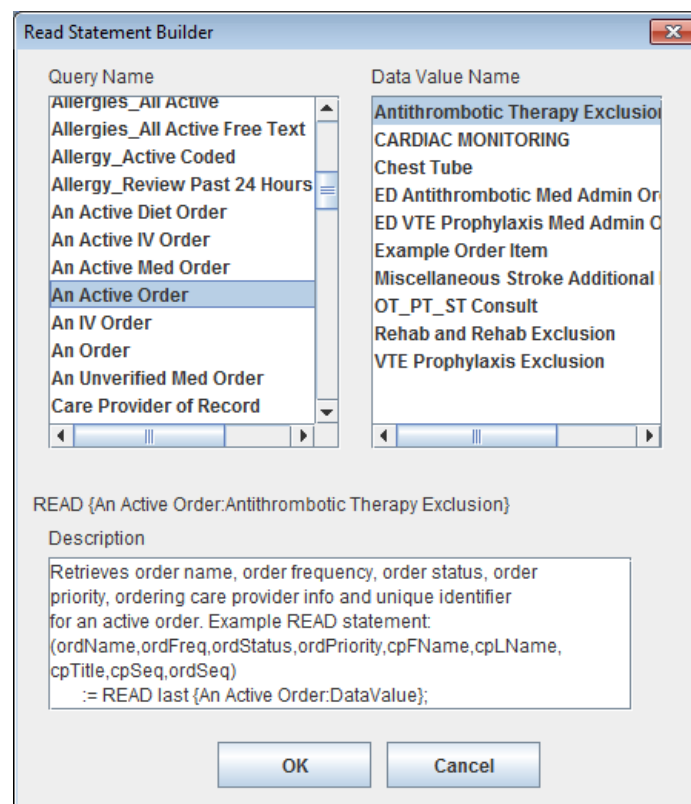 Read Statement Builder
Query Name
Allergies_All Active
Allergies_All Active Free Text
Allergy_Active Coded
Allergy_Review Past 24 Hours
An Active Diet Order
An Active IV Order
An Active Med Order
An Active Order
An IV Order
An Order
An Unverified Med Order
Care Provider of Record
Data Value Name
Antithrombotic Therapy Exclusion
CARDIAC MONITORING
Chest Tube
ED Antithrombotic Med Admin Or
ED VTE Prophylaxis Med Admin O
Example Order Item
Miscellaneous Stroke Additional
OT_PT_ST Consult
Rehab and Rehab Exclusion
VTE Prophylaxis Exclusion
READ {An Active Order:Antithrombotic Therapy Exclusion}
Description
Retrieves order name, order frequency, order status, order
priority, ordering care provider info and unique identifier
for an active order. Example READ statement:
(ordName,ordFreq,ordStatus,ordPriority,cpFName,cpLName,
cpTitle,cpSeq,ordSeq)
:= READ last {An Active Order:DataValue};
OK
Cancel